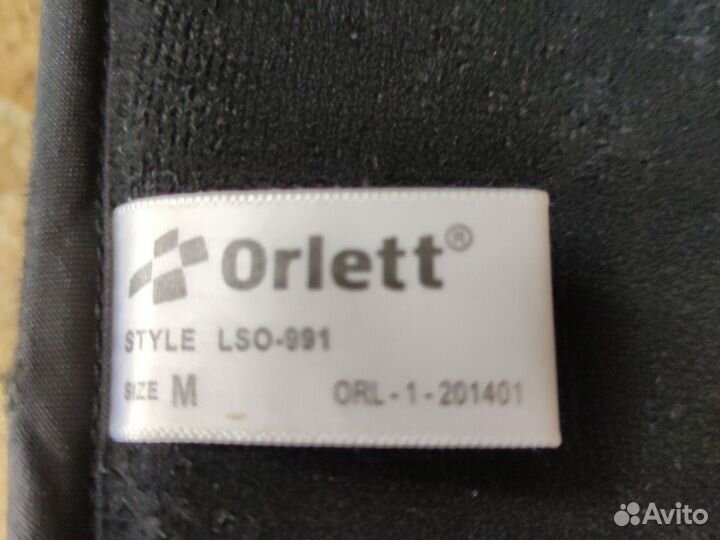 Orlett®
STYLE LSO-991
SIZE M ORL-1-201401
Avito